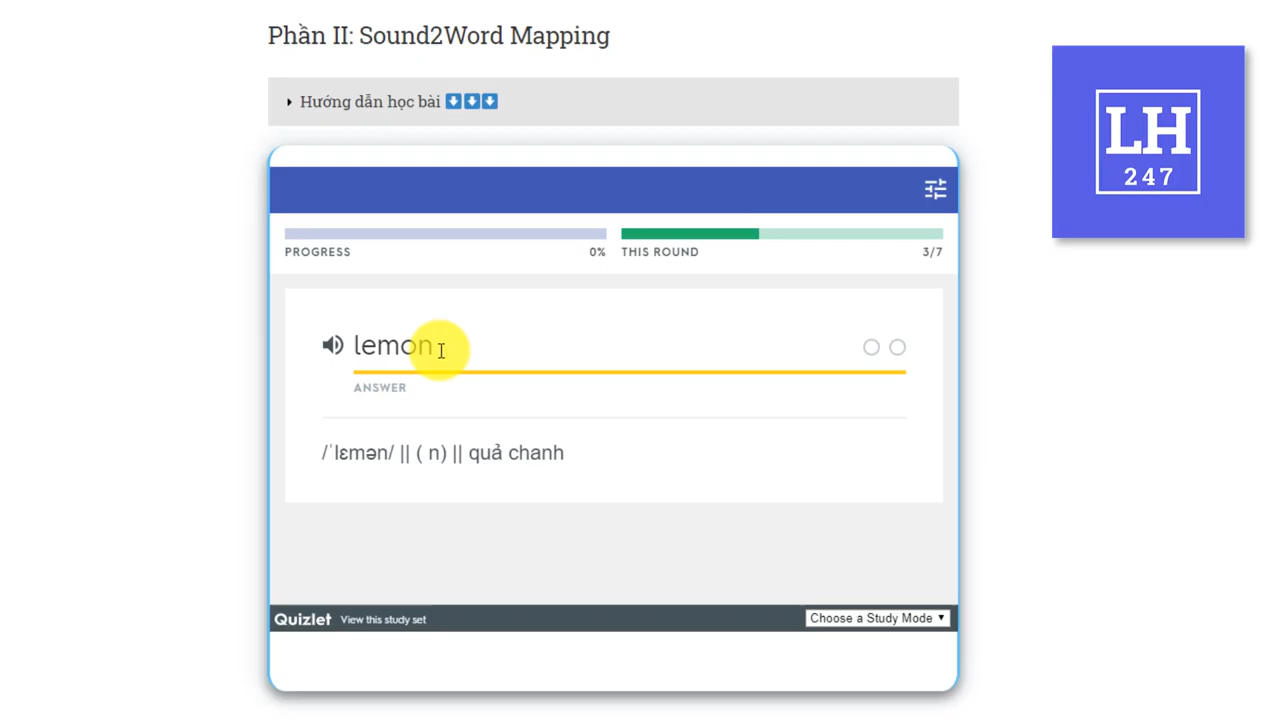 Phần II: Sound2Word Mapping
Hướng dẫn học bài
LH
247
PROGRESS 0% THIS ROUND 3/7
lemon
ANSWER
/ˈlɛmən/ || ( n) || quả chanh
Quizlet View this study set Choose a Study Mode